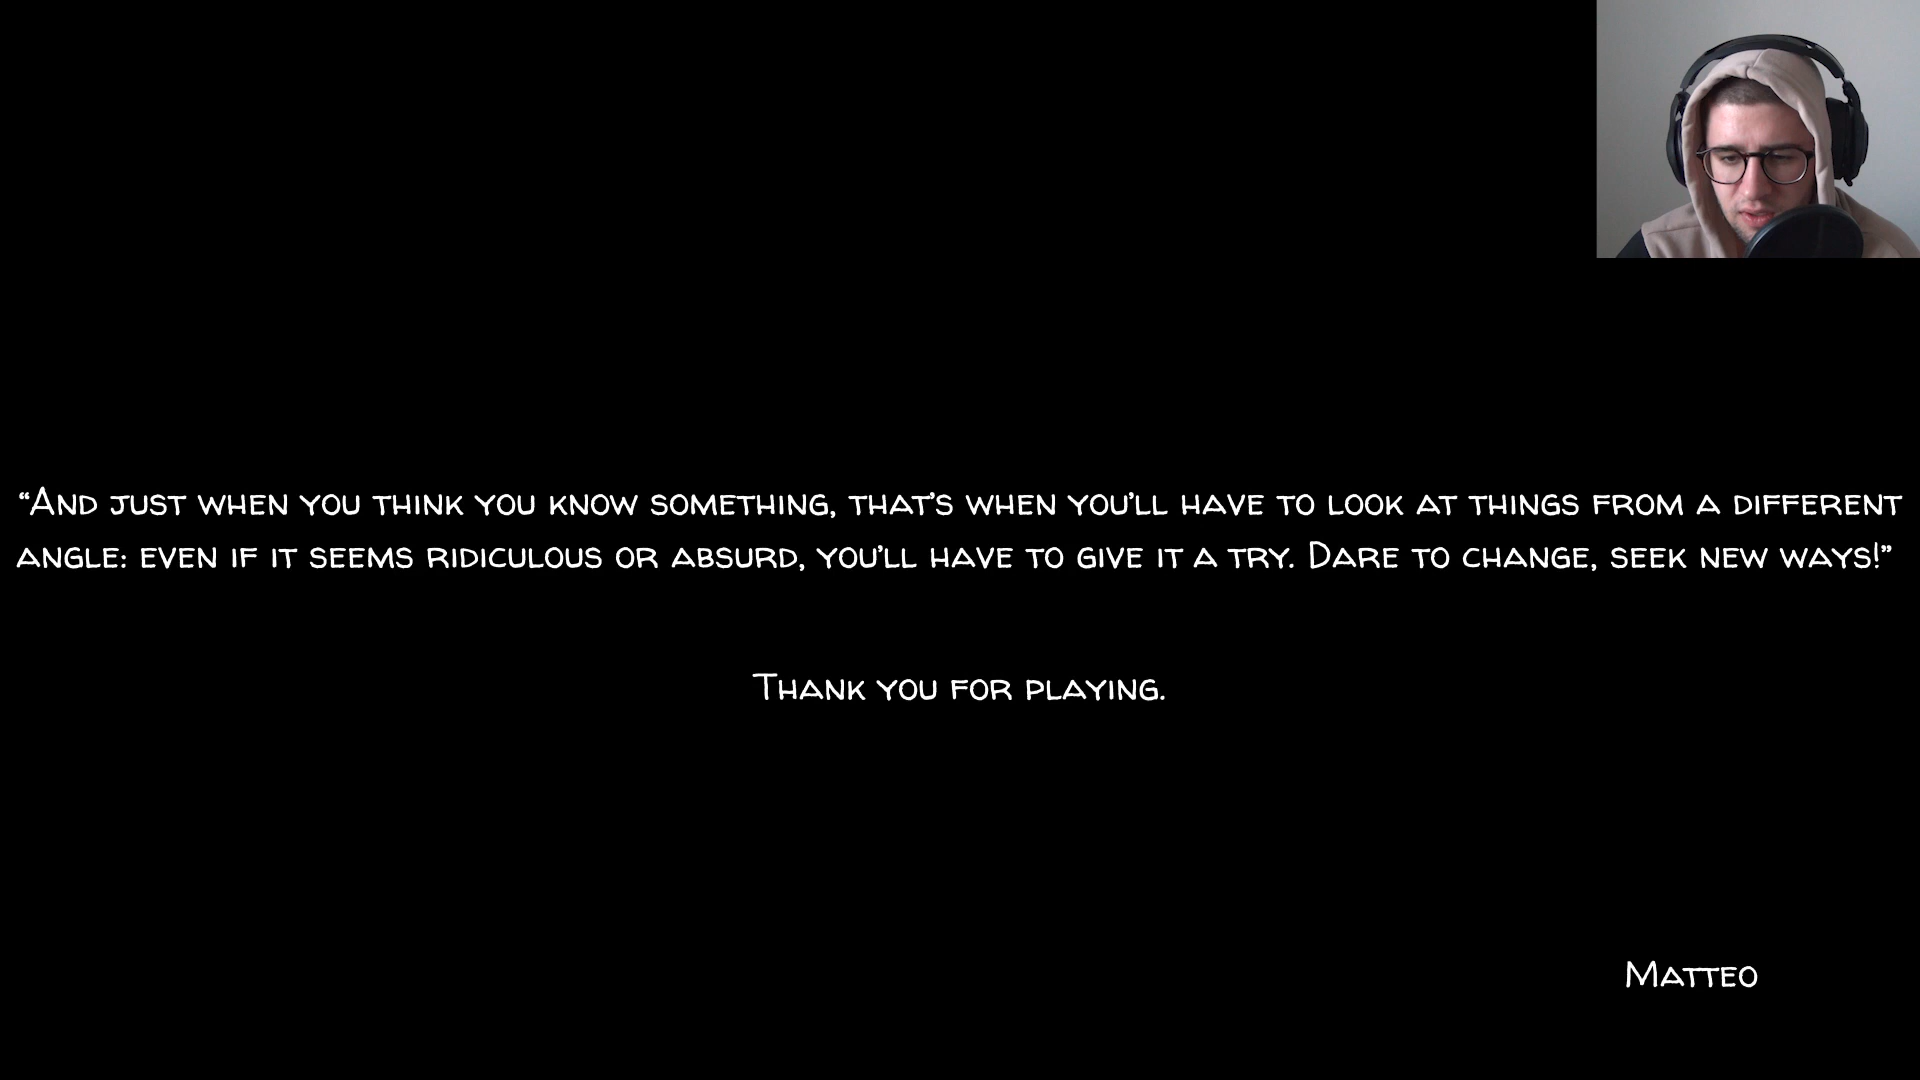 “And just when you think you know something, that’s when you’ll have to look at things from a different
angle: even if it seems ridiculous or absurd, you’ll have to give it a try. Dare to change, seek new ways!”
Thank you for playing.
Matteo